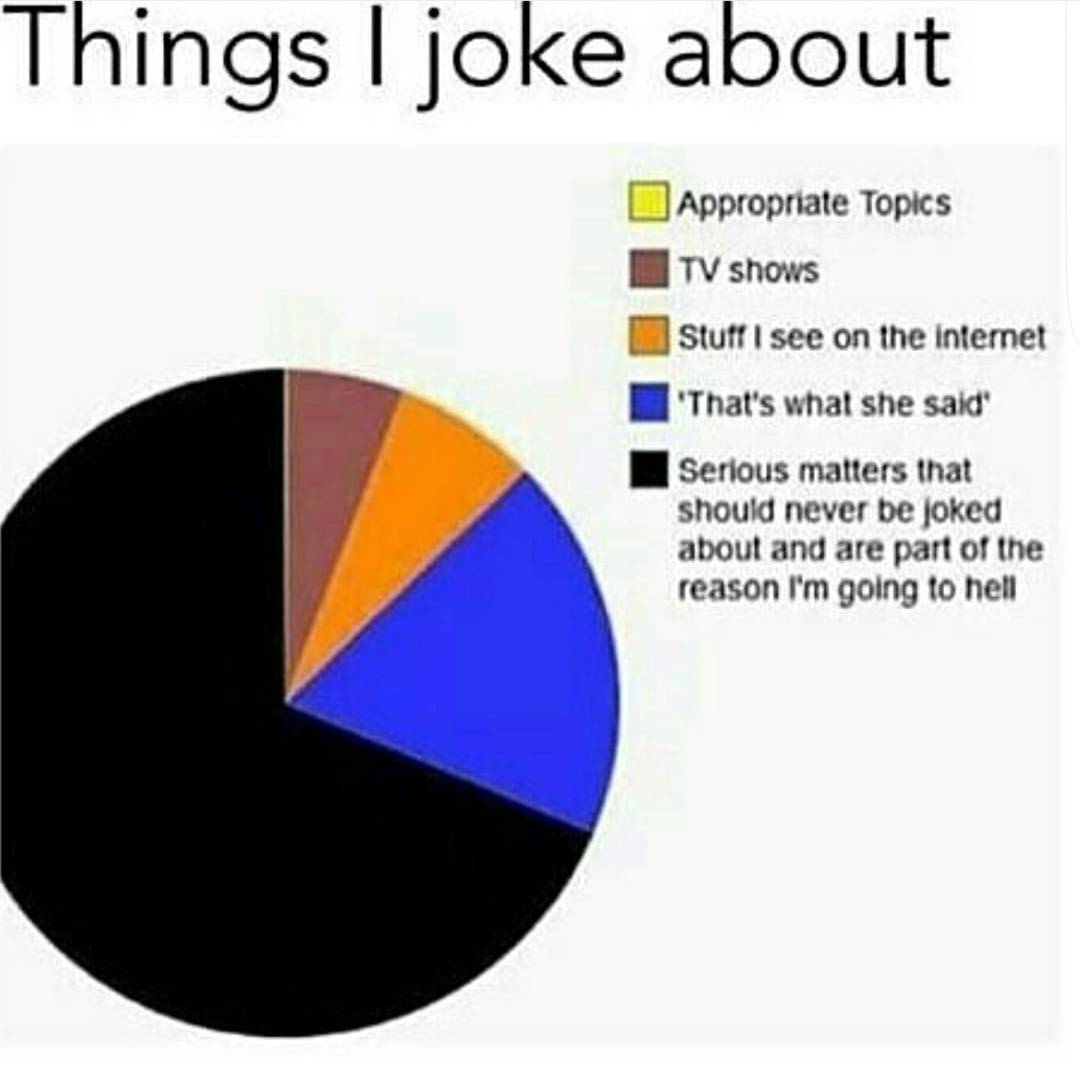 Things I joke about
Appropriate Topics
TV shows
Stuff I see on the internet
'That's what she said'
Serious matters that
should never be joked
about and are part of the
reason I'm going to hell